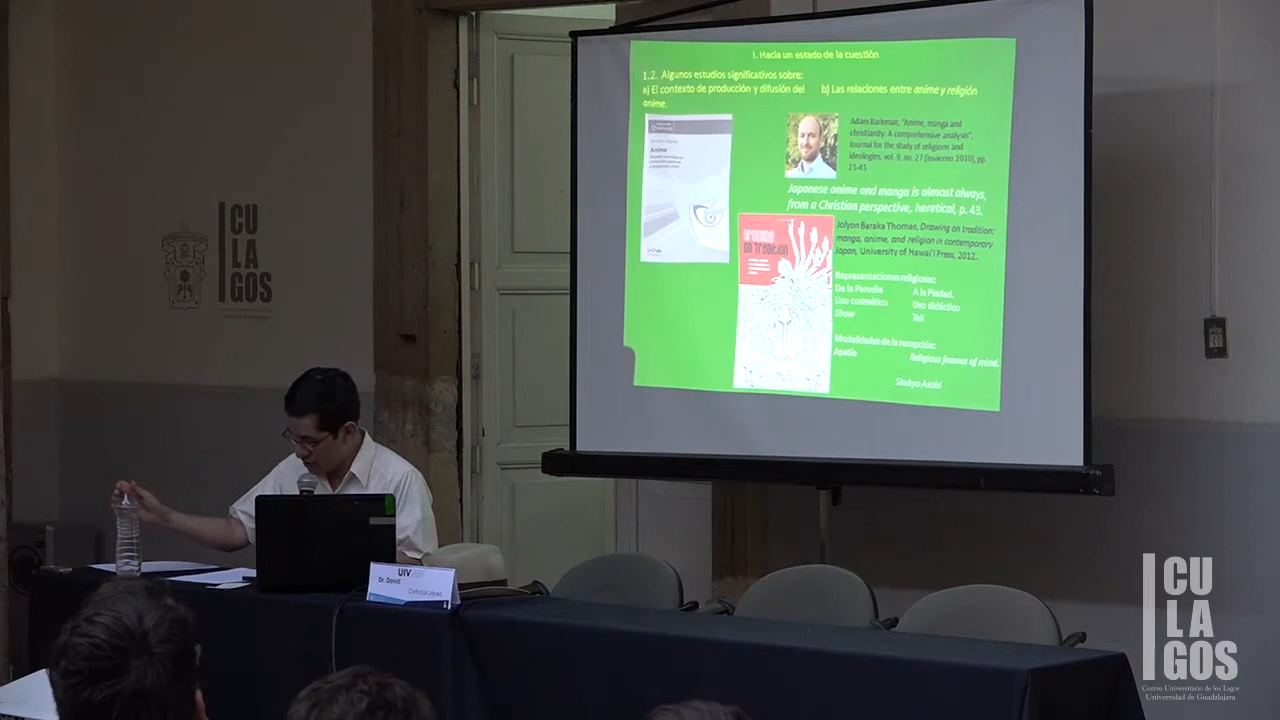 1. Hacia un estado de la cuestión
1.2. Algunos estudios significativos sobre:
a) El contexto de producción y difusión del
anime.
b) Las relaciones entre anime y religión
Anime
Adam Barkman, "Anime, manga and
christianity: A comprehensive analysis",
Journal for the study of religions and
ideologies, vol. 9, no. 27 (invierno 2010), pp.
25-45
Japanese anime and manga is almost always,
from a Christian perspective, heretical, p. 43.
Drawing
on Tradition
Jolyon Baraka Thomas, Drawing on tradition:
manga, anime, and religion in contemporary
Japan, University of Hawai'i Press, 2012.
Representaciones religiosas:
De la Parodia A la Piedad.
Uso cosmético Uso didáctico
Show Tell
Modalidades de la recepción:
Apatía Religious frames of mind.
Shukyo Asobi
CU
LA
GOS
UIV
Dr. David
CU
LA
GOS
Centro Universitario de los Lagos
Universidad de Guadalajara